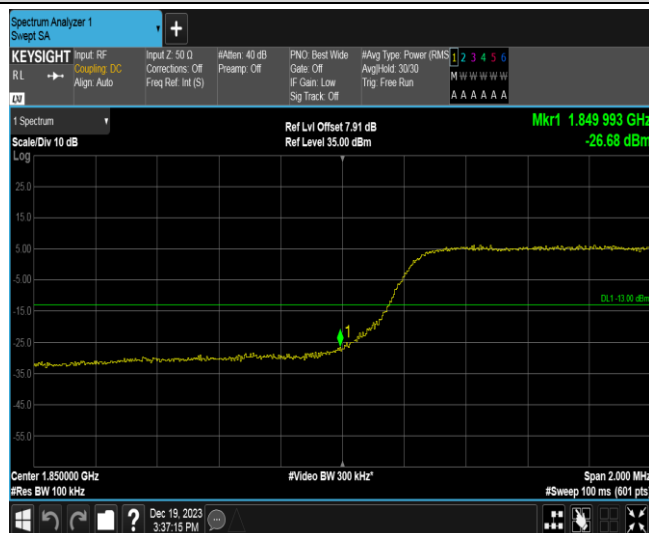 Spectrum Analyzer 1
Swept SA
KEYSIGHT
RL
LXI
Input: RF
Coupling: DC
Align: Auto
Input Z: 50 Ω
Corrections: Off
Freq Ref: Int (S)
#Atten: 40 dB
Preamp: Off
PNO: Best Wide
Gate: Off
IF Gain: Low
Sig Track: Off
#Avg Type: Power (RMS
Avg|Hold: 30/30
Trig: Free Run
1 2 3 4 5 6
M W W W W W
A A A A A A
1 Spectrum
Scale/Div 10 dB
Log
Ref Lvl Offset 7.91 dB
Ref Level 35.00 dBm
Mkr1 1.849 993 GHz
-26.68 dBm
25.0
15.0
5.00
-5.00
DL1 -13.00 dBm
-15.0
1
-25.0
-35.0
-45.0
-55.0
Center 1.850000 GHz
#Video BW 300 kHz*
Span 2.000 MHz
#Res BW 100 kHz
#Sweep 100 ms (601 pts)
?
Dec 19, 2023
3:37:15 PM